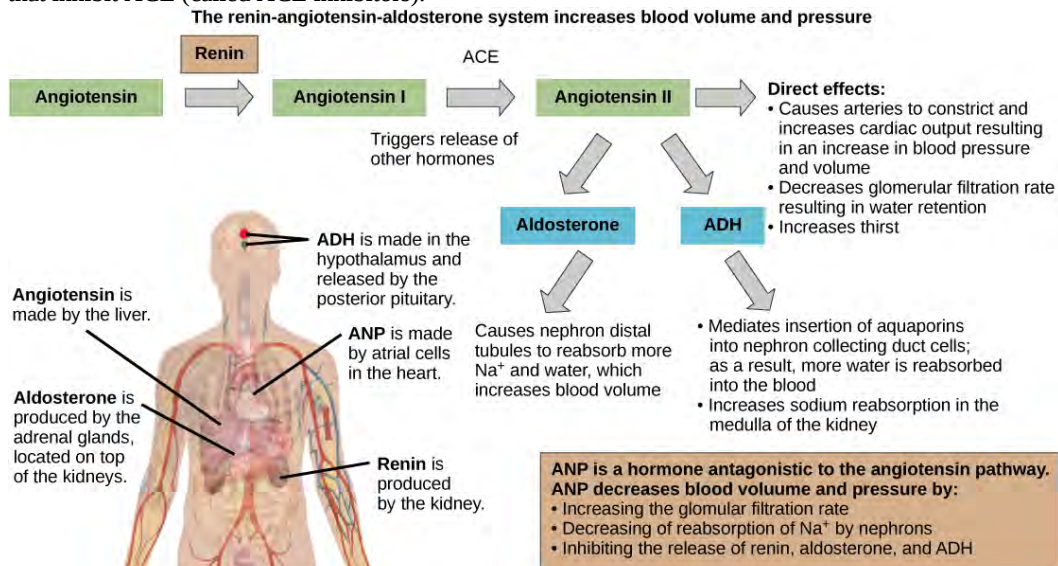 that inhibit ACE (called ACE inhibitors).
The renin-angiotensin-aldosterone system increases blood volume and pressure
Renin
ACE
Angiotensin
Angiotensin I
Angiotensin II
Triggers release of
other hormones
Direct effects:
• Causes arteries to constrict and
increases cardiac output resulting
in an increase in blood pressure
and volume
• Decreases glomerular filtration rate
resulting in water retention
• Increases thirst
Aldosterone
ADH
ADH is made in the
hypothalamus and
released by the
posterior pituitary.
Angiotensin is
made by the liver.
ANP is made
by atrial cells
in the heart.
Aldosterone is
produced by the
adrenal glands,
located on top
of the kidneys.
Renin is
produced
by the kidney.
Causes nephron distal
tubules to reabsorb more
Na⁺ and water, which
increases blood volume
• Mediates insertion of aquaporins
into nephron collecting duct cells;
as a result, more water is reabsorbed
into the blood
• Increases sodium reabsorption in the
medulla of the kidney
ANP is a hormone antagonistic to the angiotensin pathway.
ANP decreases blood voluume and pressure by:
• Increasing the glomular filtration rate
• Decreasing of reabsorption of Na⁺ by nephrons
• Inhibiting the release of renin, aldosterone, and ADH